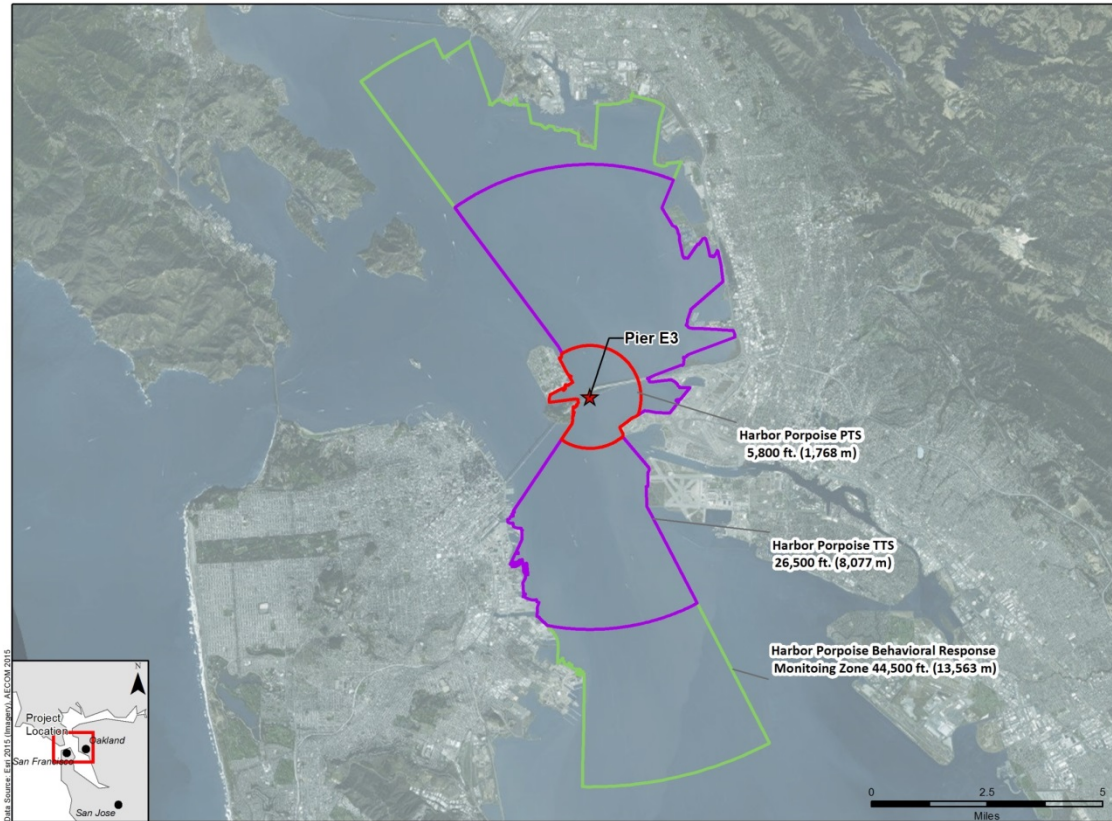 Pier E3
Harbor Porpoise PTS
5,800 ft. (1,768 m)
Harbor Porpoise TTS
26,500 ft. (8,077 m)
Harbor Porpoise Behavioral Response
Monitoing Zone 44,500 ft. (13,563 m)
Data Source: Esri 2015 (Imagery), AECOM 2015
N
Project
Location
Oakland
San Francisco
San Jose
0
2.5
5
Miles